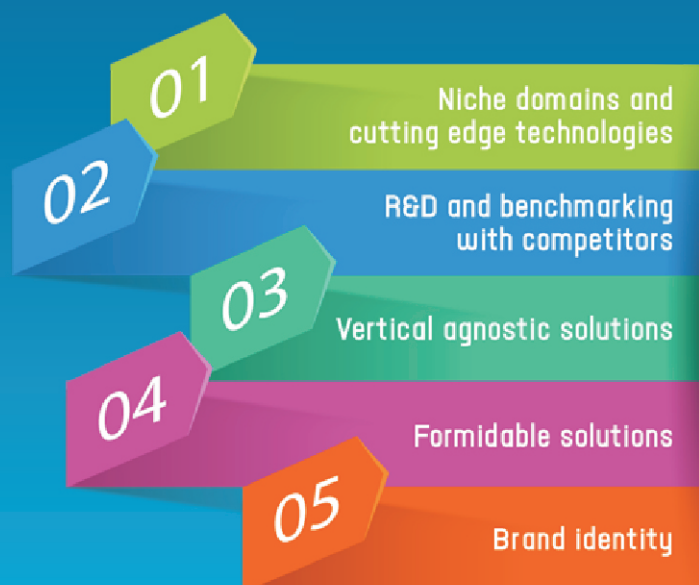 01
Niche domains and
cutting edge technologies
02
R&D and benchmarking
with competitors
03
Vertical agnostic solutions
04
Formidable solutions
05
Brand identity